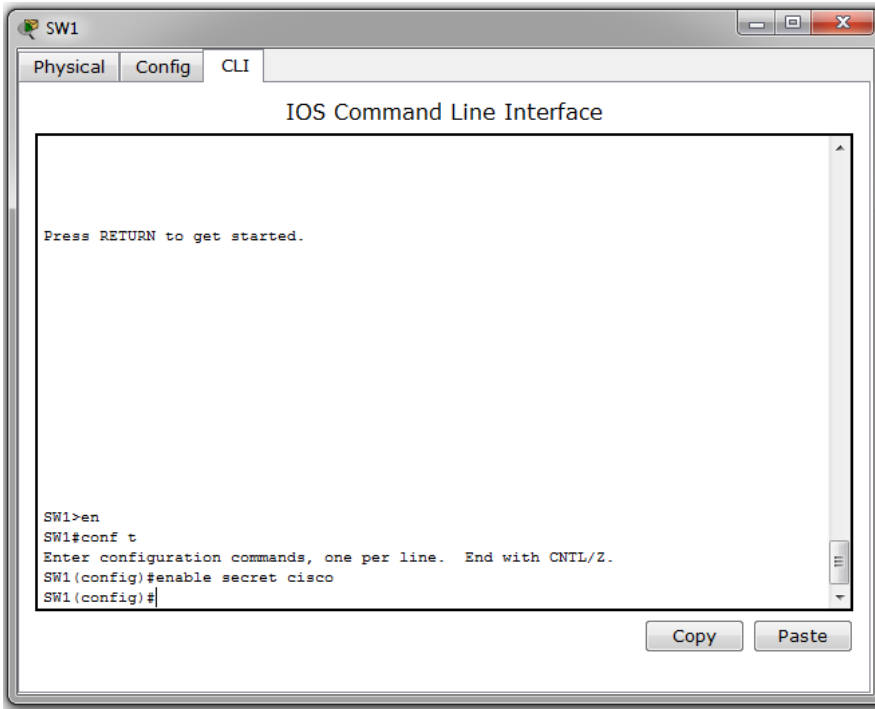 SW1
Physical Config CLI
IOS Command Line Interface
Press RETURN to get started.
SW1>en
SW1#conf t
Enter configuration commands, one per line.  End with CNTL/Z.
SW1(config)#enable secret cisco
SW1(config)#
Copy Paste